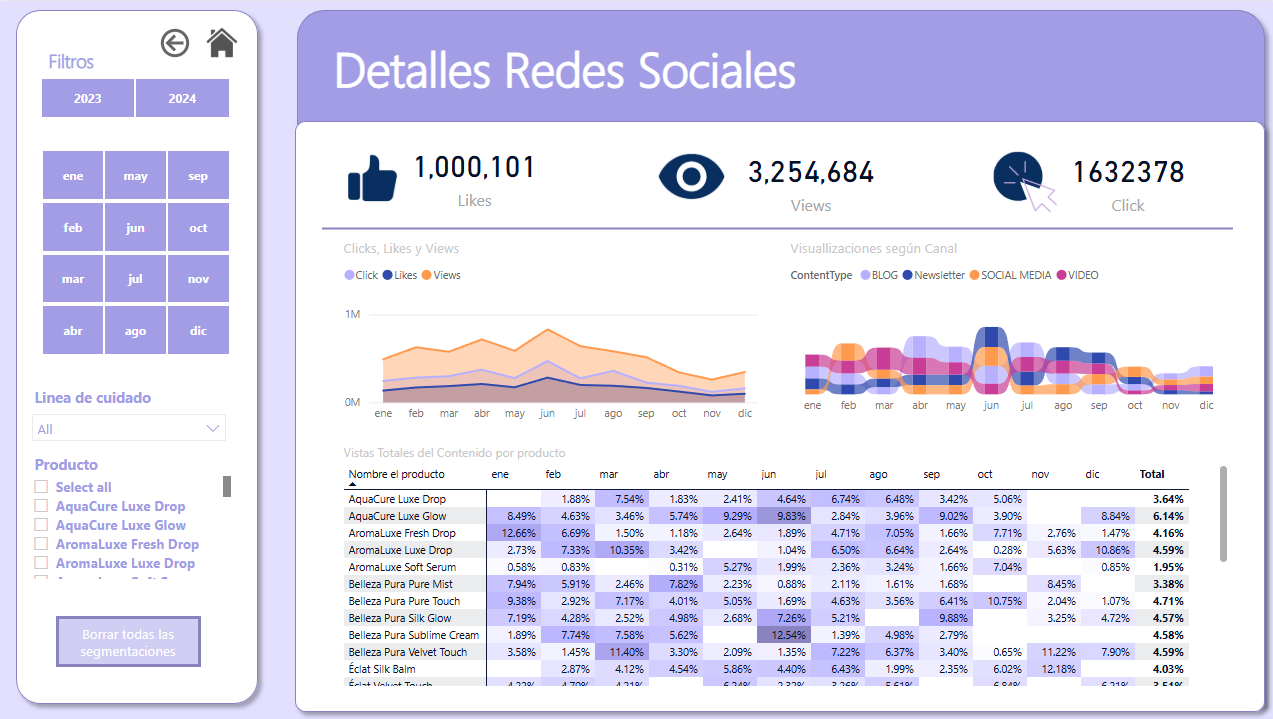 Filtros
2023 2024
ene may sep
feb jun oct
mar jul nov
abr ago dic
Linea de cuidado
All
Producto
Select all
AquaCure Luxe Drop
AquaCure Luxe Glow
AromaLuxe Fresh Drop
AromaLuxe Luxe Drop
Borrar todas las
segmentaciones
Detalles Redes Sociales
1,000,101
Likes
3,254,684
Views
1632378
Click
Clicks, Likes y Views
Click Likes Views
1M
0M
ene feb mar abr may jun jul ago sep oct nov dic
Visuallizaciones según Canal
ContentType BLOG Newsletter SOCIAL MEDIA VIDEO
ene feb mar abr may jun jul ago sep oct nov dic
Vistas Totales del Contenido por producto
Nombre el producto ene feb mar abr may jun jul ago sep oct nov dic Total
AquaCure Luxe Drop 1.88% 7.54% 1.83% 2.41% 4.64% 6.74% 6.48% 3.42% 5.06% 3.64%
AquaCure Luxe Glow 8.49% 4.63% 3.46% 5.74% 9.29% 9.83% 2.84% 3.96% 9.02% 3.90% 8.84% 6.14%
AromaLuxe Fresh Drop 12.66% 6.69% 1.50% 1.18% 2.64% 1.89% 4.71% 7.05% 1.66% 7.71% 2.76% 1.47% 4.16%
AromaLuxe Luxe Drop 2.73% 7.33% 10.35% 3.42% 1.04% 6.50% 6.64% 2.64% 0.28% 5.63% 10.86% 4.59%
AromaLuxe Soft Serum 0.58% 0.83% 0.31% 5.27% 1.99% 2.36% 3.24% 1.66% 7.04% 0.85% 1.95%
Belleza Pura Pure Mist 7.94% 5.91% 2.46% 7.82% 2.23% 0.88% 2.11% 1.61% 1.68% 8.45% 3.38%
Belleza Pura Pure Touch 9.38% 2.92% 7.17% 4.01% 5.05% 1.69% 4.63% 3.56% 6.41% 10.75% 2.04% 1.07% 4.71%
Belleza Pura Silk Glow 7.19% 4.28% 2.52% 4.98% 2.68% 7.26% 5.21% 9.88% 3.25% 4.72% 4.57%
Belleza Pura Sublime Cream 1.89% 7.74% 7.58% 5.62% 12.54% 1.39% 4.98% 2.79% 4.58%
Belleza Pura Velvet Touch 3.58% 1.45% 11.40% 3.30% 2.09% 1.35% 7.22% 6.37% 3.40% 0.65% 11.22% 7.90% 4.59%
Éclat Silk Balm 2.87% 4.12% 4.54% 5.86% 4.40% 6.43% 1.99% 2.35% 6.02% 12.18% 4.03%